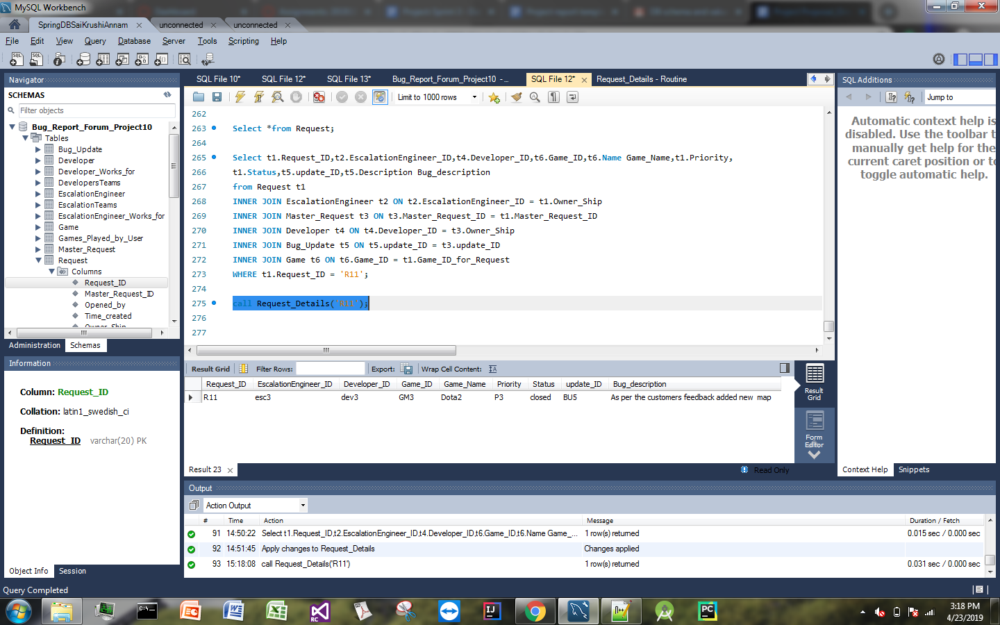 MySQL Workbench
SpringDBSaiKrushiAnnam
unconnected
unconnected
File Edit View Query Database Server Tools Scripting Help
Navigator
SCHEMAS
Filter objects
Bug_Report_Forum_Project10
Tables
Bug_Update
Developer
Developer_Works_for
DevelopersTeams
EscalationEngineer
EscalationTeams
EscalationEngineer_Works_for
Game
Games_Played_by_User
Master_Request
Request
Columns
Request_ID
Master_Request_ID
Opened_by
Time_created
Owner_Ship
Administration Schemas
Information
Column: Request_ID
Collation: latin1_swedish_ci
Definition:
Request_ID varchar(20) PK
Object Info Session
SQL File 10* SQL File 12* SQL File 13* Bug_Report_Forum_Project10 -... SQL File 12* Request_Details - Routine
Limit to 1000 rows
262
263 Select *from Request;
264
265 Select t1.Request_ID,t2.EscalationEngineer_ID,t4.Developer_ID,t6.Game_ID,t6.Name Game_Name,t1.Priority,
266 t1.Status,t5.update_ID,t5.Description Bug_description
267 from Request t1
268 INNER JOIN EscalationEngineer t2 ON t2.EscalationEngineer_ID = t1.Owner_Ship
269 INNER JOIN Master_Request t3 ON t3.Master_Request_ID = t1.Master_Request_ID
270 INNER JOIN Developer t4 ON t4.Developer_ID = t3.Owner_Ship
271 INNER JOIN Bug_Update t5 ON t5.update_ID = t3.update_ID
272 INNER JOIN Game t6 ON t6.Game_ID = t1.Game_ID_for_Request
273 WHERE t1.Request_ID = 'R11';
274
275 call Request_Details('R11');
276
277
Result Grid Filter Rows: Export: Wrap Cell Content:
Request_ID EscalationEngineer_ID Developer_ID Game_ID Game_Name Priority Status update_ID Bug_description
R11 esc3 dev3 GM3 Dota2 P3 closed BU5 As per the customers feedback added new map
Result Grid
Form Editor
Result 23
Read Only
SQL Additions
Jump to
Automatic context help is
disabled. Use the toolbar t
manually get help for the
current caret position or to
toggle automatic help.
Context Help Snippets
Output
Action Output
# Time Action Message Duration / Fetch
91 14:50:22 Select t1.Request_ID,t2.EscalationEngineer_ID,t4.Developer_ID,t6.Game_ID,t6.Name Game_... 1 row(s) returned 0.015 sec / 0.000 sec
92 14:51:45 Apply changes to Request_Details Changes applied
93 15:18:08 call Request_Details('R11') 1 row(s) returned 0.031 sec / 0.000 sec
Query Completed
3:18 PM
4/23/2019